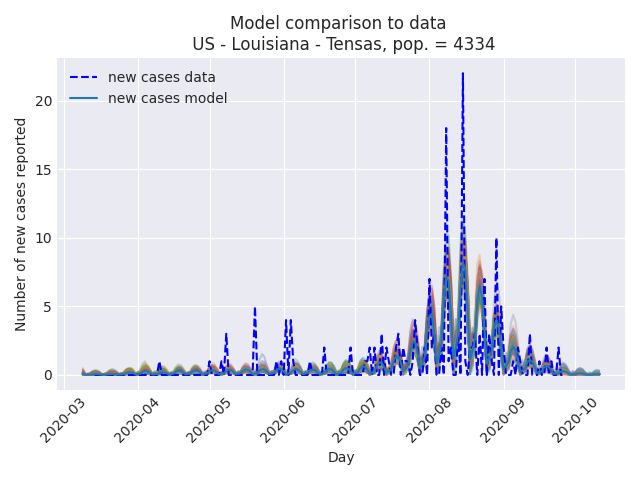 Model comparison to data
US - Louisiana - Tensas, pop. = 4334
new cases data
new cases model
Number of new cases reported
20
15
10
5
0
2020-03
2020-04
2020-05
2020-06
2020-07
2020-08
2020-09
2020-10
Day